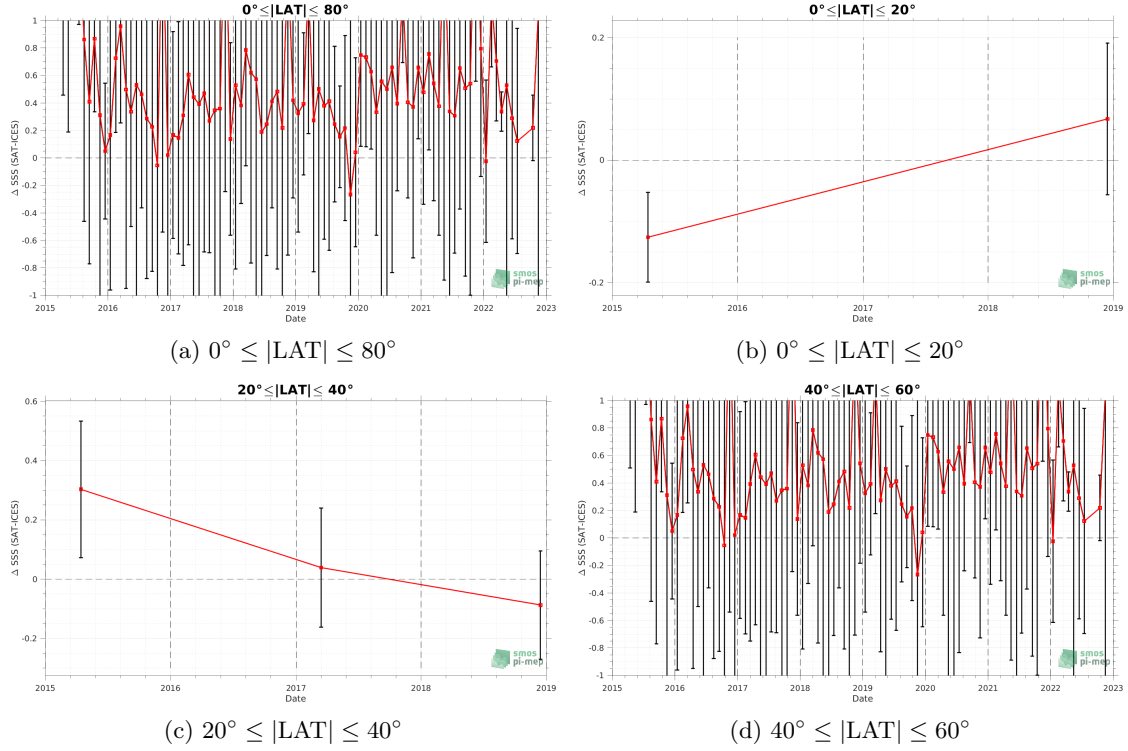 0°≤|LAT|≤ 80°
1
0.8
0.6
0.4
0.2
0
-0.2
-0.4
-0.6
-0.8
-1
Δ SSS (SAT-ICES)
2015 2016 2017 2018 2019 2020 2021 2022 2023
Date
smos
pi-mep
(a) 0° ≤ |LAT| ≤ 80°
0°≤|LAT|≤ 20°
0.2
0
-0.2
Δ SSS (SAT-ICES)
2015 2016 2017 2018 2019
Date
smos
pi-mep
(b) 0° ≤ |LAT| ≤ 20°
20°≤|LAT|≤ 40°
0.6
0.4
0.2
0
-0.2
Δ SSS (SAT-ICES)
2015 2016 2017 2018 2019
Date
smos
pi-mep
(c) 20° ≤ |LAT| ≤ 40°
40°≤|LAT|≤ 60°
1
0.8
0.6
0.4
0.2
0
-0.2
-0.4
-0.6
-0.8
-1
Δ SSS (SAT-ICES)
2015 2016 2017 2018 2019 2020 2021 2022 2023
Date
smos
pi-mep
(d) 40° ≤ |LAT| ≤ 60°